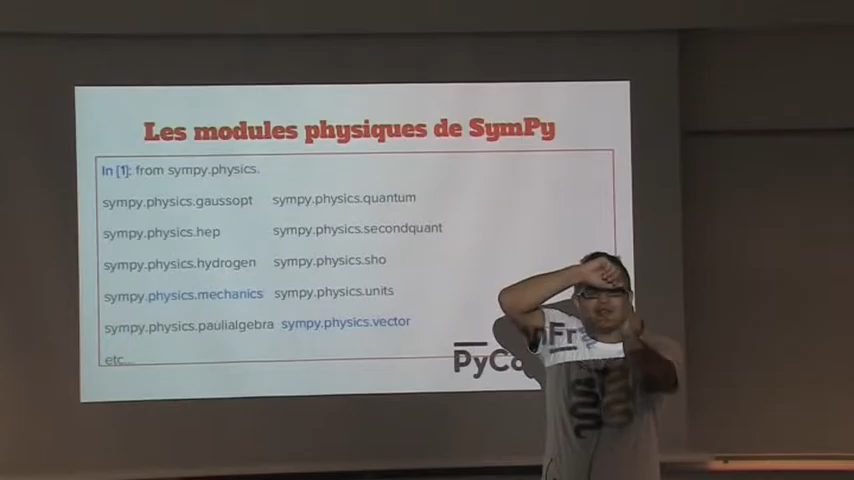 Les modules physiques de SymPy
In [1]: from sympy.physics.
sympy.physics.gaussopt sympy.physics.quantum
sympy.physics.hep sympy.physics.secondquant
sympy.physics.hydrogen sympy.physics.sho
sympy.physics.mechanics sympy.physics.units
sympy.physics.paulialgebra sympy.physics.vector
etc...